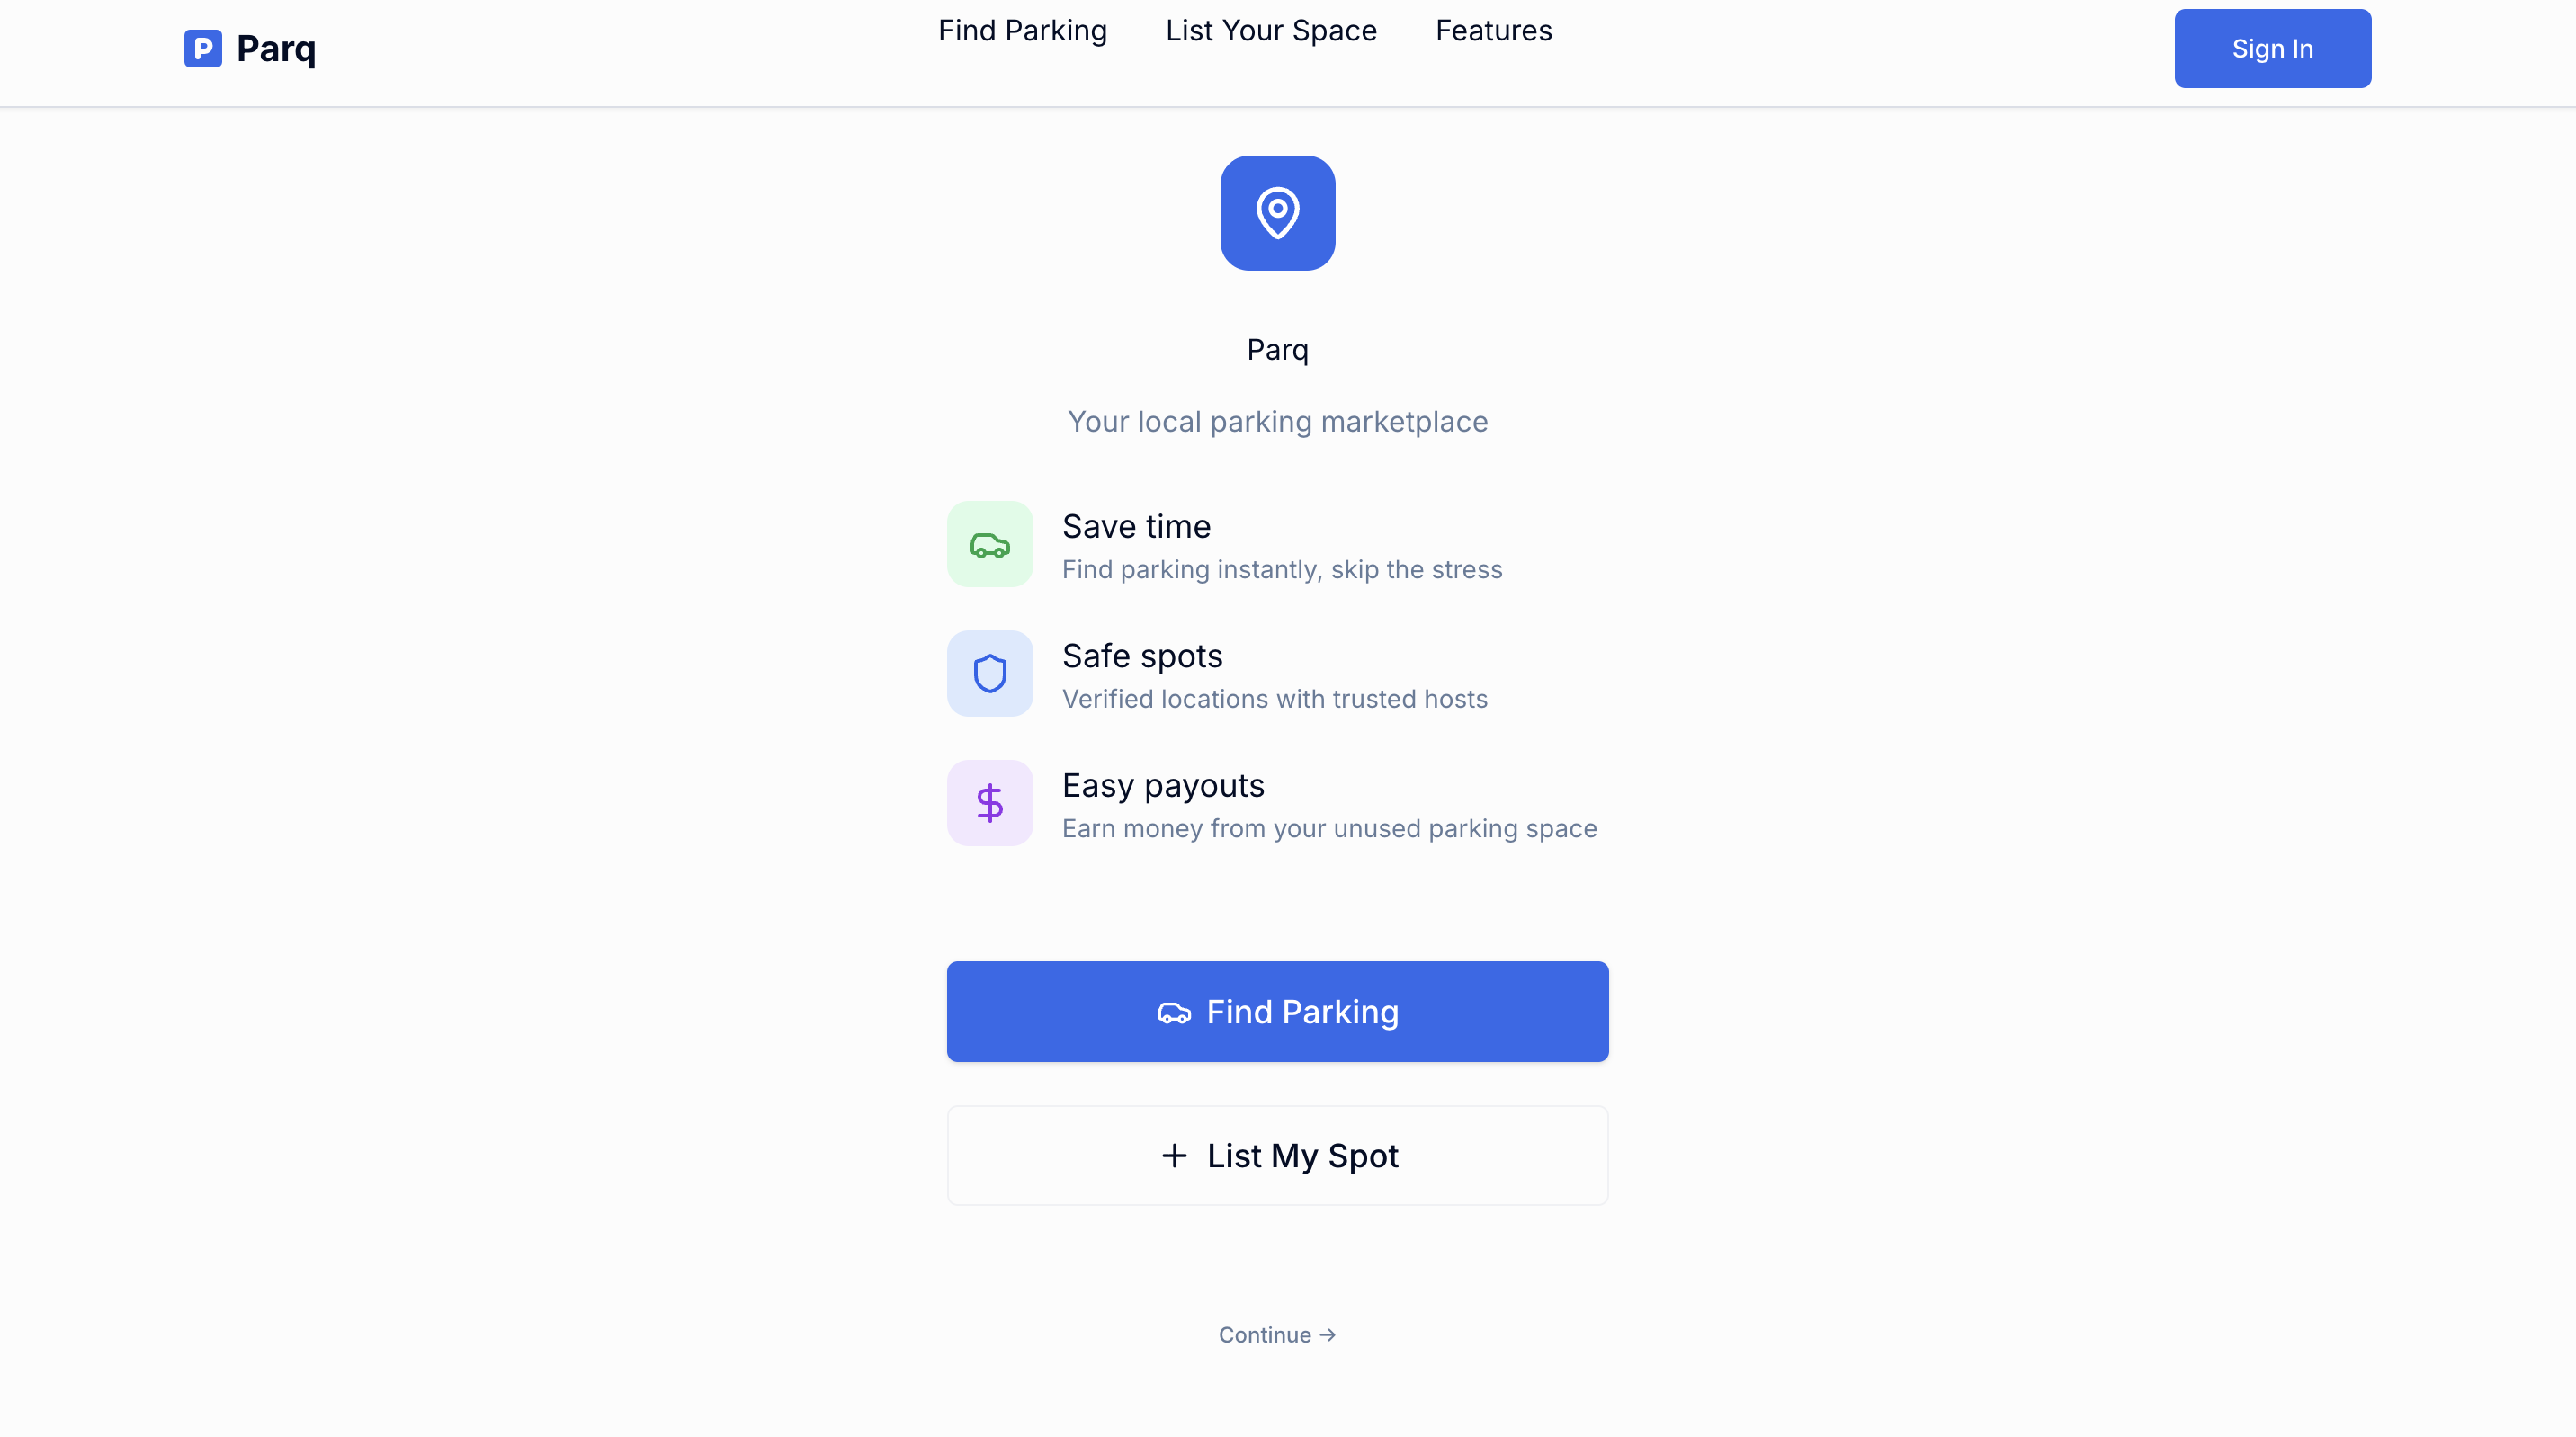 Parq
Find Parking
List Your Space
Features
Sign In
Parq
Your local parking marketplace
Save time
Find parking instantly, skip the stress
Safe spots
Verified locations with trusted hosts
Easy payouts
Earn money from your unused parking space
Find Parking
+ List My Spot
Continue →